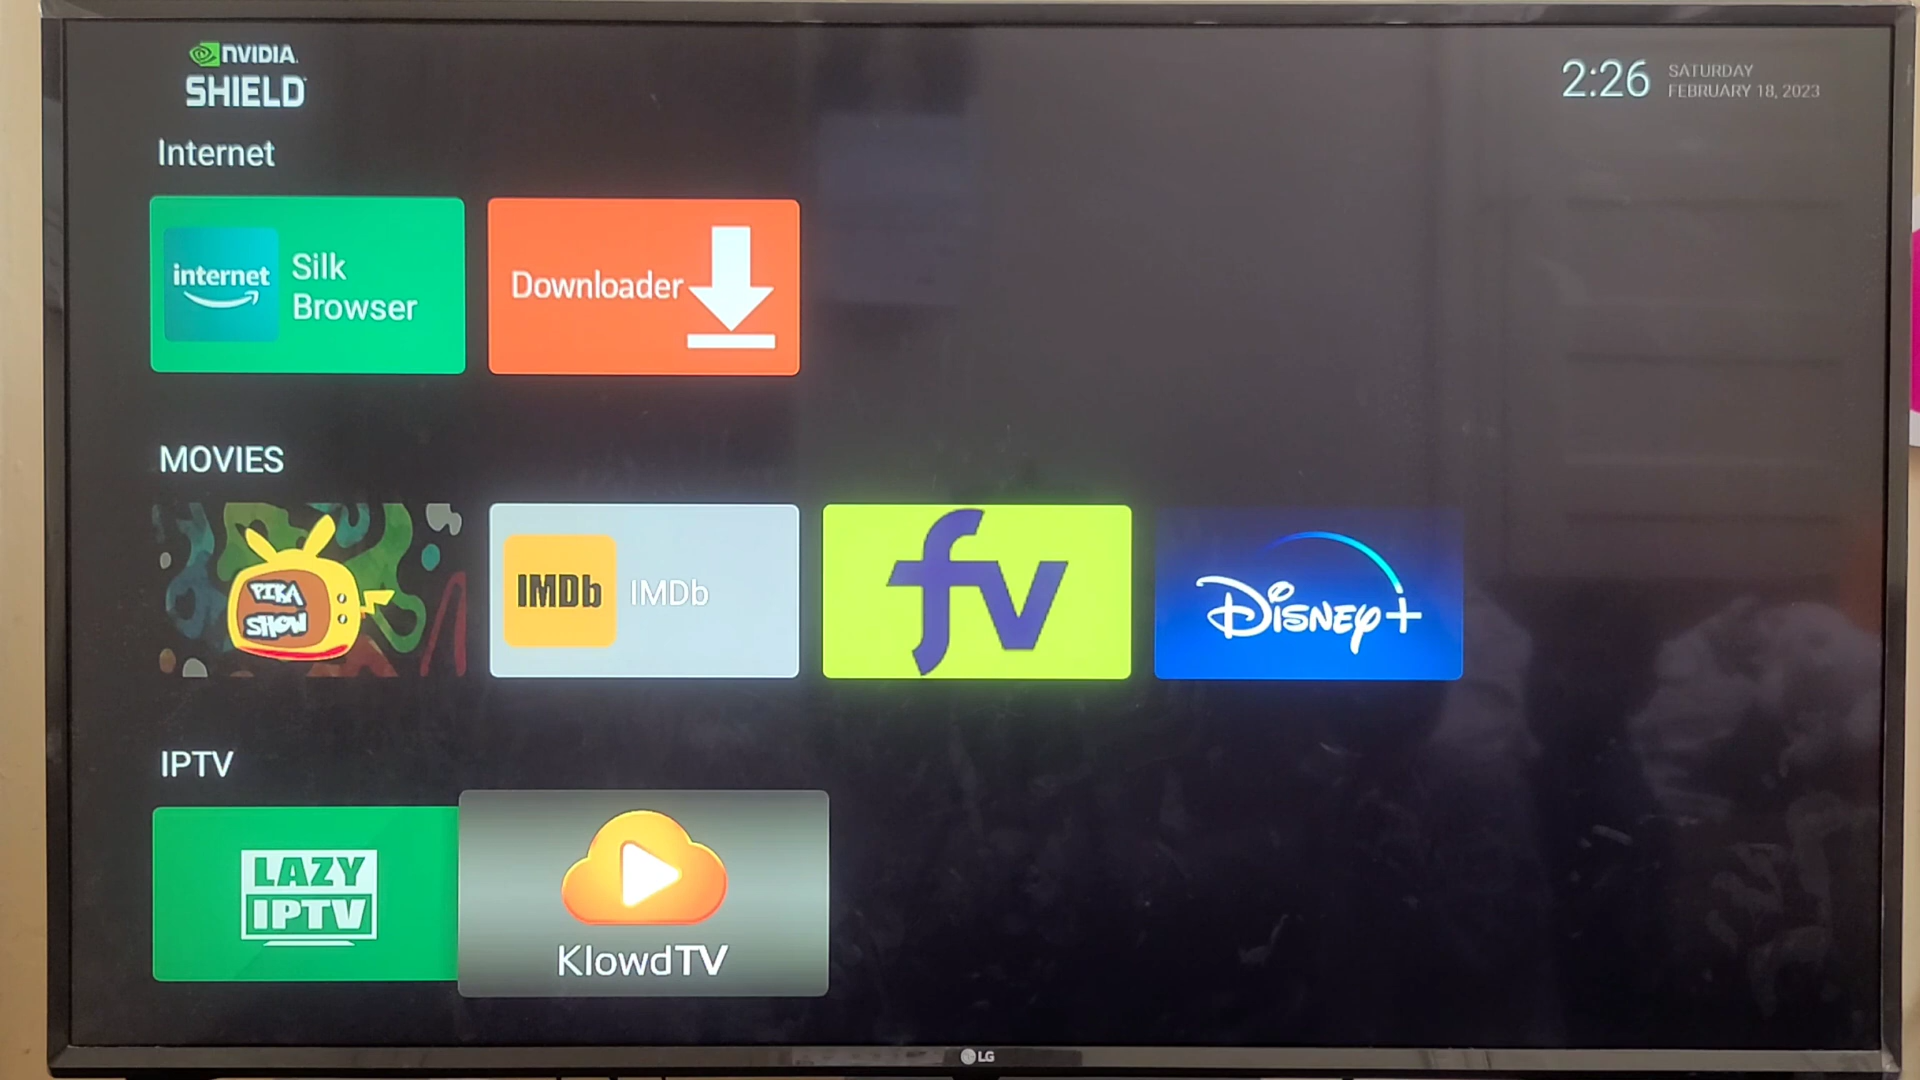 NVIDIA.
SHIELD
2:26
SATURDAY
FEBRUARY 18, 2023
Internet
internet
Silk
Browser
Downloader
MOVIES
PIKA
SHOW
IMDb
IMDb
fv
Disney+
IPTV
LAZY
IPTV
KlowdTV
LG